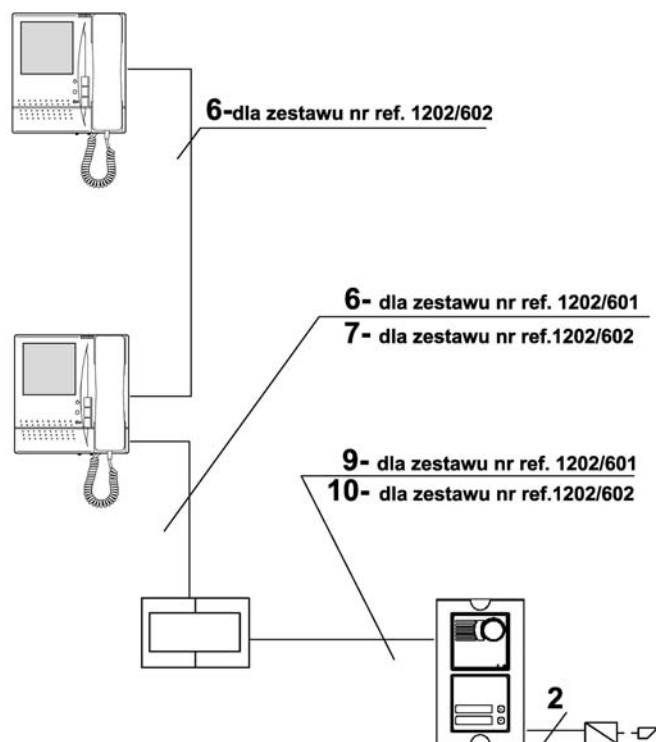 6-dla zestawu nr ref. 1202/602
6- dla zestawu nr ref. 1202/601
7- dla zestawu nr ref.1202/602
9- dla zestawu nr ref. 1202/601
10- dla zestawu nr ref.1202/602
2